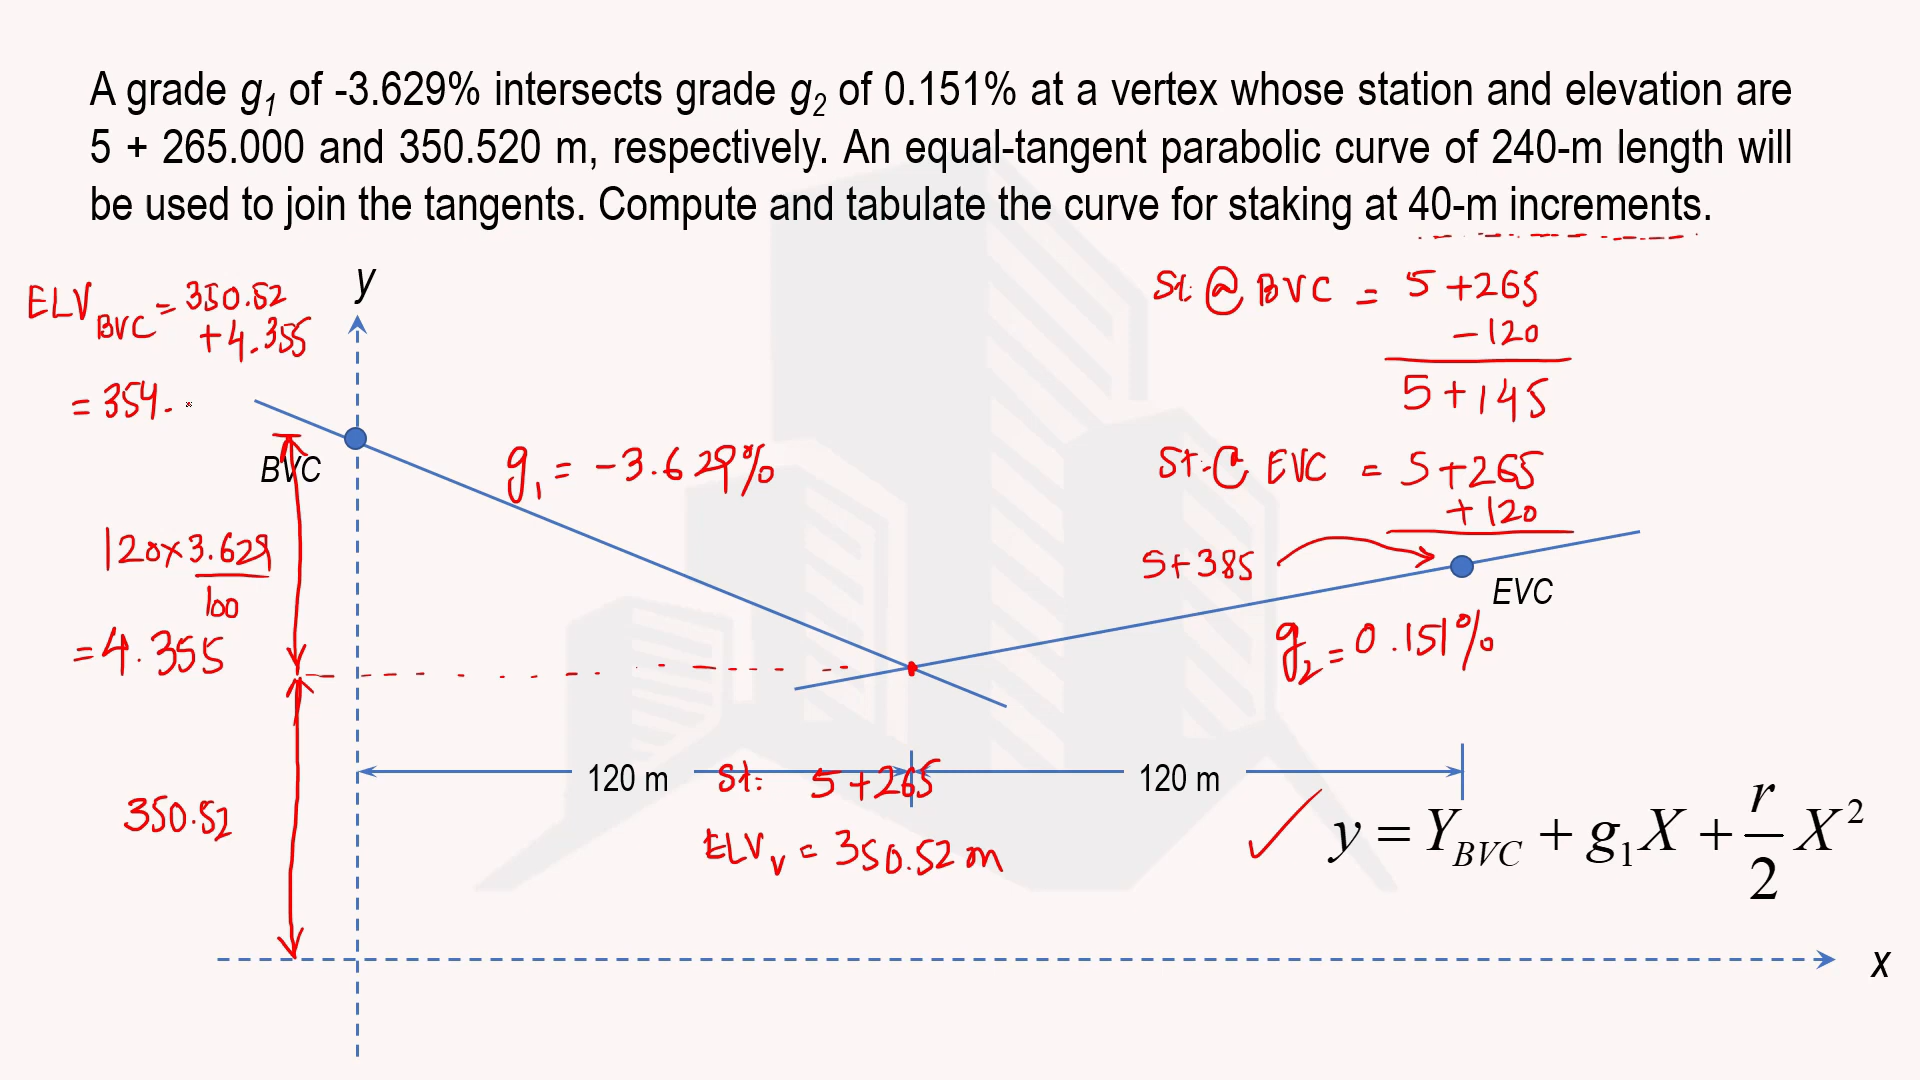 A grade g1 of -3.629% intersects grade g2 of 0.151% at a vertex whose station and elevation are
5 + 265.000 and 350.520 m, respectively. An equal-tangent parabolic curve of 240-m length will
be used to join the tangents. Compute and tabulate the curve for staking at 40-m increments.
y
ELV BVC = 350.52
+4.355
= 354.
BVC
120 x 3.629
100
= 4.355
350.52
g1 = -3.629%
St: @ BVC = 5+265
-120
5+145
St: @ EVC = 5+265
+120
5+385
EVC
g2 = 0.151%
120 m
St: 5+265
120 m
ELV v = 350.52 m
y = Y BVC + g1X + r/2 X²
x